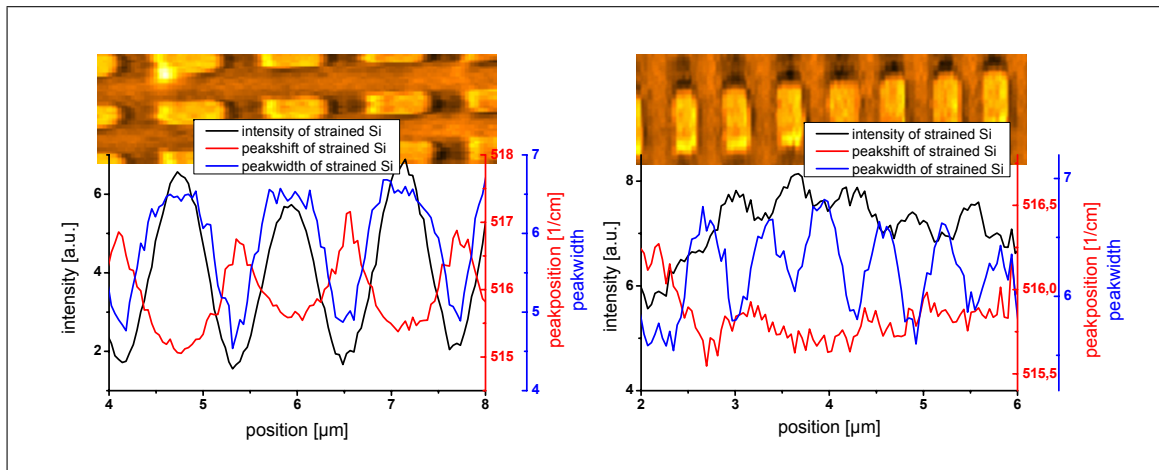 intensity of strained Si
peakshift of strained Si
peakwidth of strained Si
intensity [a.u.]
6
4
2
4
5
6
7
8
position [µm]
518
517
516
515
peakposition [1/cm]
7
6
5
4
peakwidth
intensity of strained Si
peakshift of strained Si
peakwidth of strained Si
intensity [a.u.]
8
6
4
2
3
4
5
6
position [µm]
516,5
516,0
515,5
peakposition [1/cm]
7
6
peakwidth